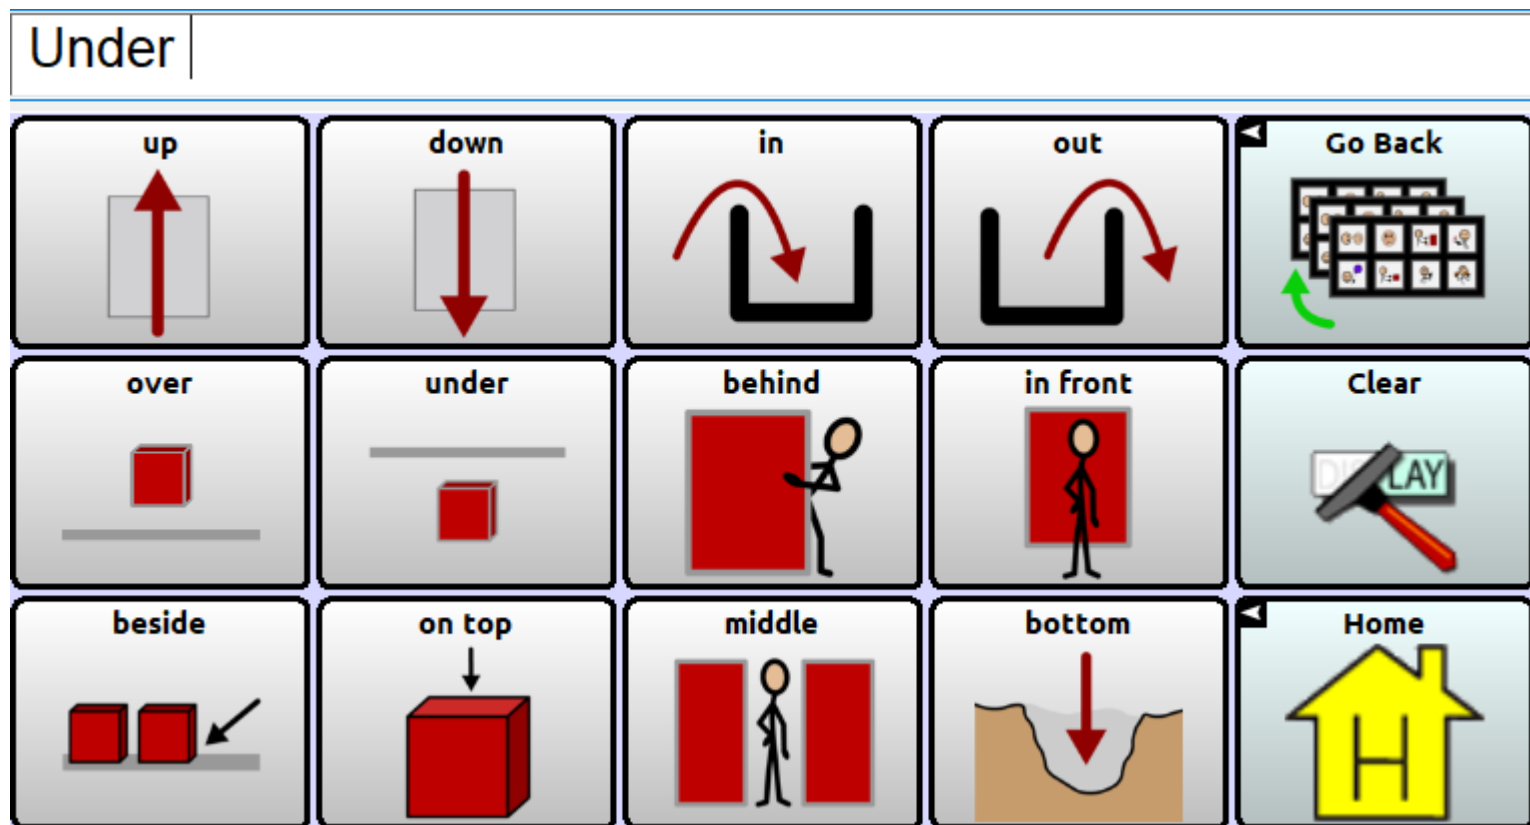 Under
up down in out Go Back
over under behind in front Clear
LAY
beside on top middle bottom Home
H